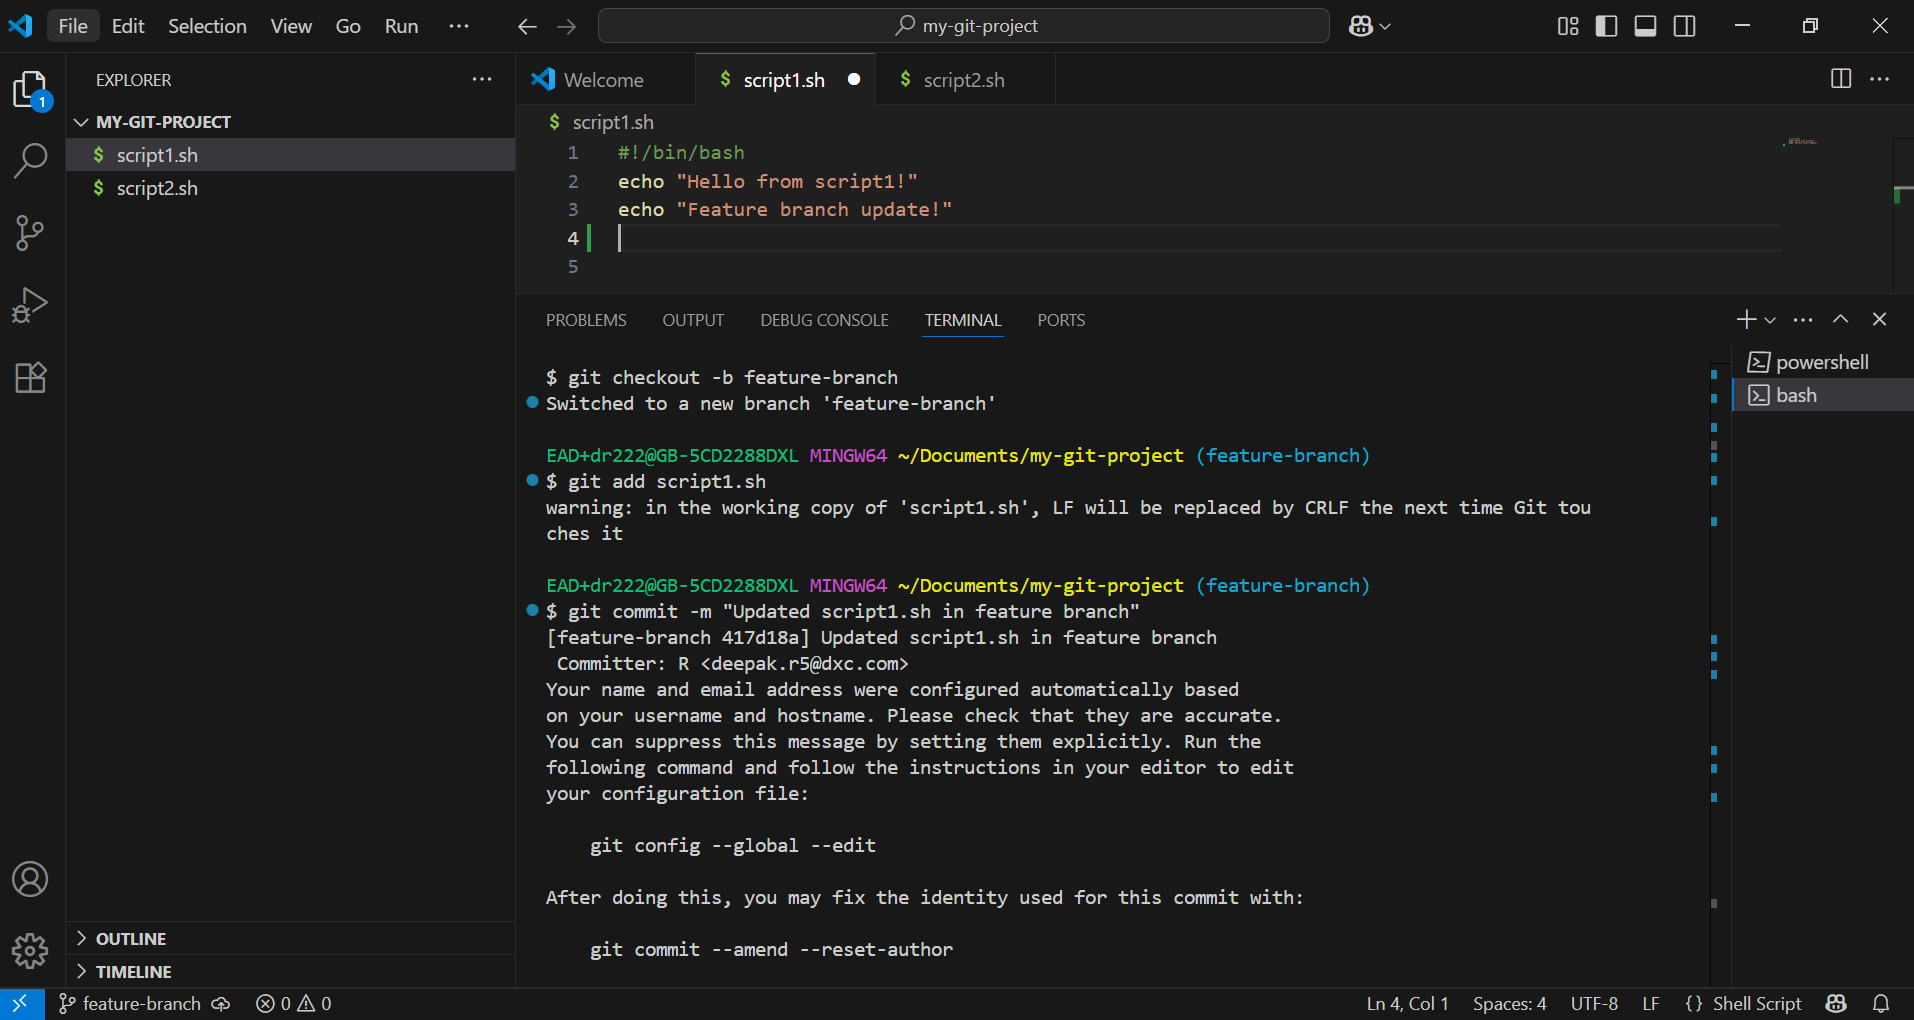 File Edit Selection View Go Run ···
my-git-project
EXPLORER
MY-GIT-PROJECT
$ script1.sh
$ script2.sh
OUTLINE
TIMELINE
1
Welcome
$ script1.sh
$ script2.sh
$ script1.sh
1 #!/bin/bash
2 echo "Hello from script1!"
3 echo "Feature branch update!"
4
5
PROBLEMS OUTPUT DEBUG CONSOLE TERMINAL PORTS
powershell
bash
$ git checkout -b feature-branch
Switched to a new branch 'feature-branch'
EAD+dr222@GB-5CD2288DXL MINGW64 ~/Documents/my-git-project (feature-branch)
$ git add script1.sh
warning: in the working copy of 'script1.sh', LF will be replaced by CRLF the next time Git tou
ches it
EAD+dr222@GB-5CD2288DXL MINGW64 ~/Documents/my-git-project (feature-branch)
$ git commit -m "Updated script1.sh in feature branch"
[feature-branch 417d18a] Updated script1.sh in feature branch
Committer: R <deepak.r5@dxc.com>
Your name and email address were configured automatically based
on your username and hostname. Please check that they are accurate.
You can suppress this message by setting them explicitly. Run the
following command and follow the instructions in your editor to edit
your configuration file:
git config --global --edit
After doing this, you may fix the identity used for this commit with:
git commit --amend --reset-author
feature-branch 0 0 Ln 4, Col 1 Spaces: 4 UTF-8 LF {} Shell Script